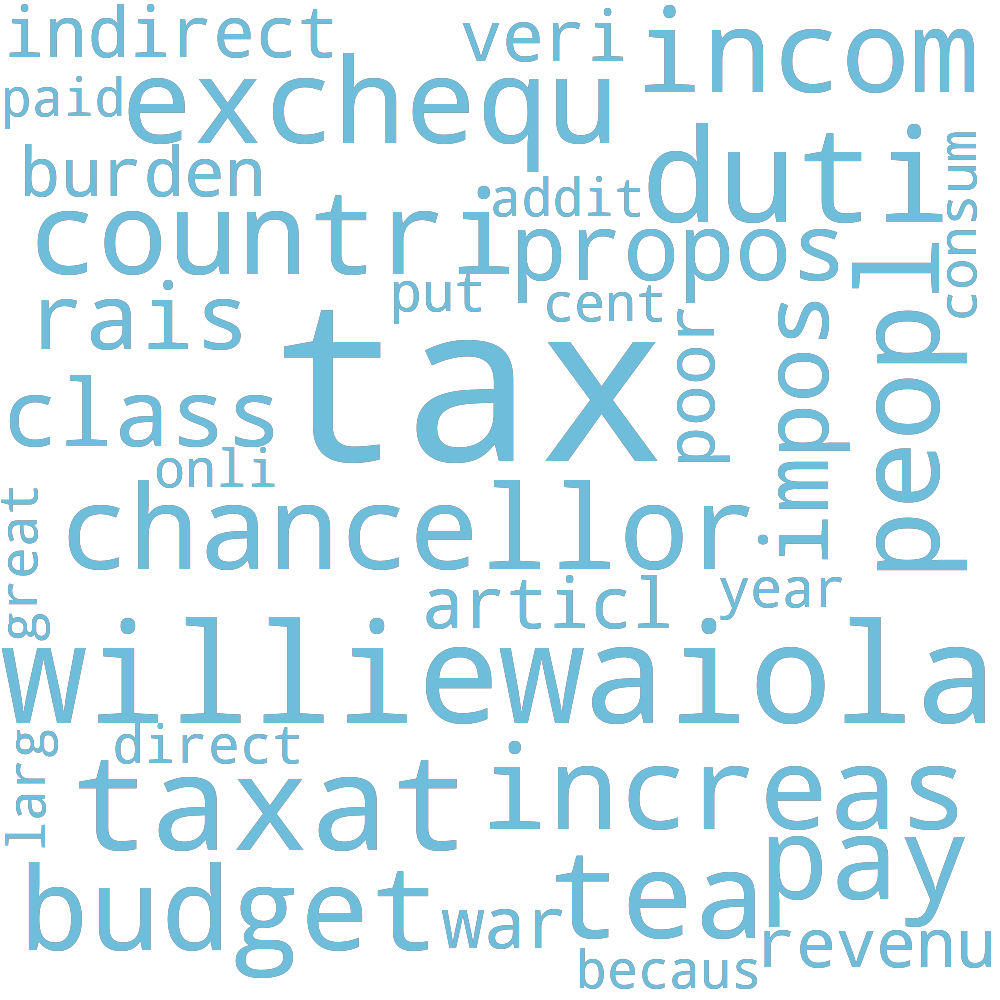 indirect
veri
incom
paid
exchequ
burden
duti
consum
addit
countri
propos
rais
put
cent
tax
poor
impos
peopl
class
onli
great
chancellor
articl
year
williewaiola
larg
direct
taxat
increas
budget
war
tea
pay
revenu
becaus